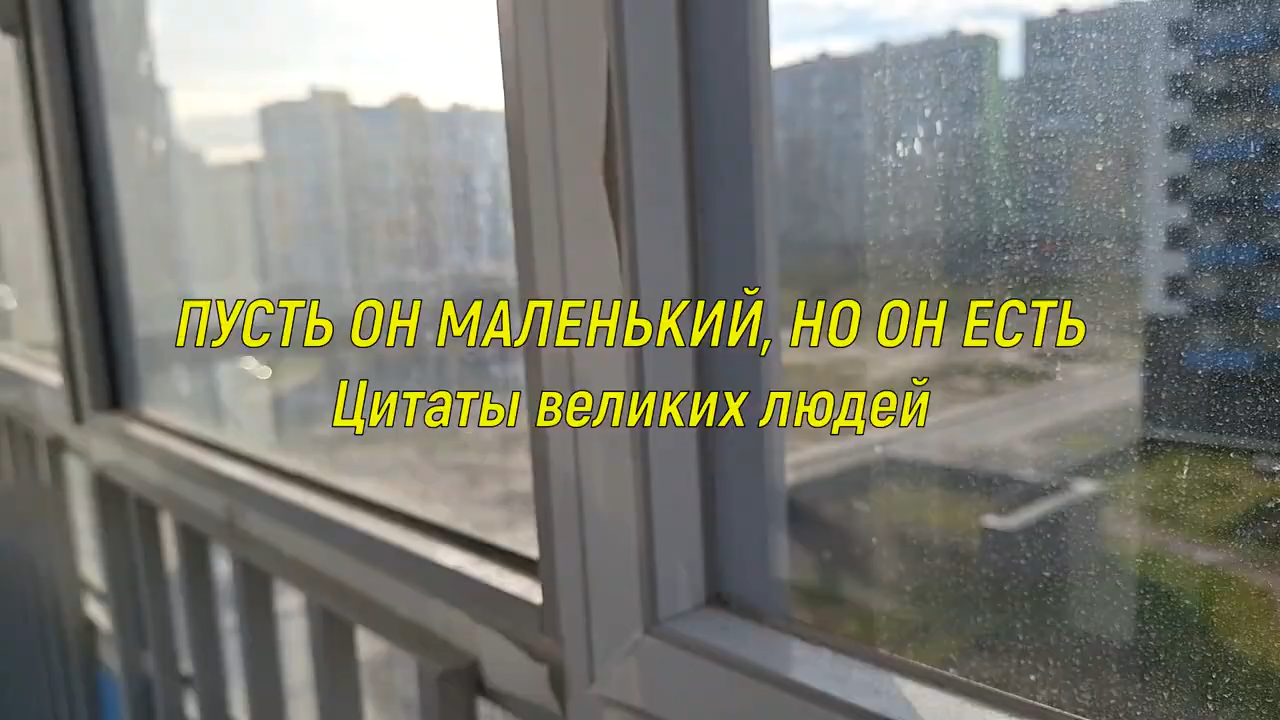 ПУСТЬ ОН МАЛЕНЬКИЙ, НО ОН ЕСТЬ
Цитаты великих людей